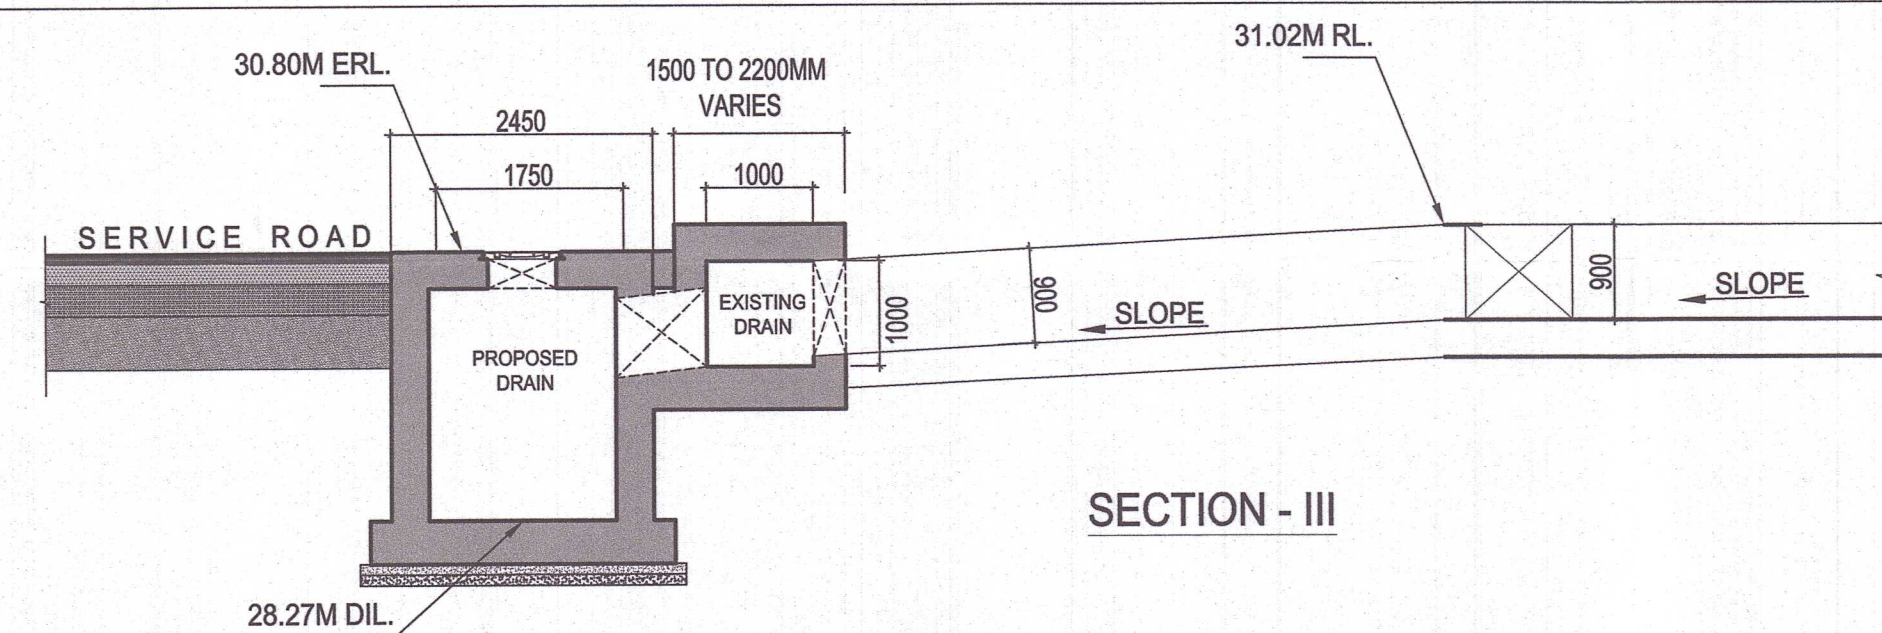 30.80M ERL.
31.02M RL.
1500 TO 2200MM
VARIES
2450
1750
1000
SERVICE ROAD
PROPOSED
DRAIN
EXISTING
DRAIN
1000
900
SLOPE
900
SLOPE
SECTION - III
28.27M DIL.